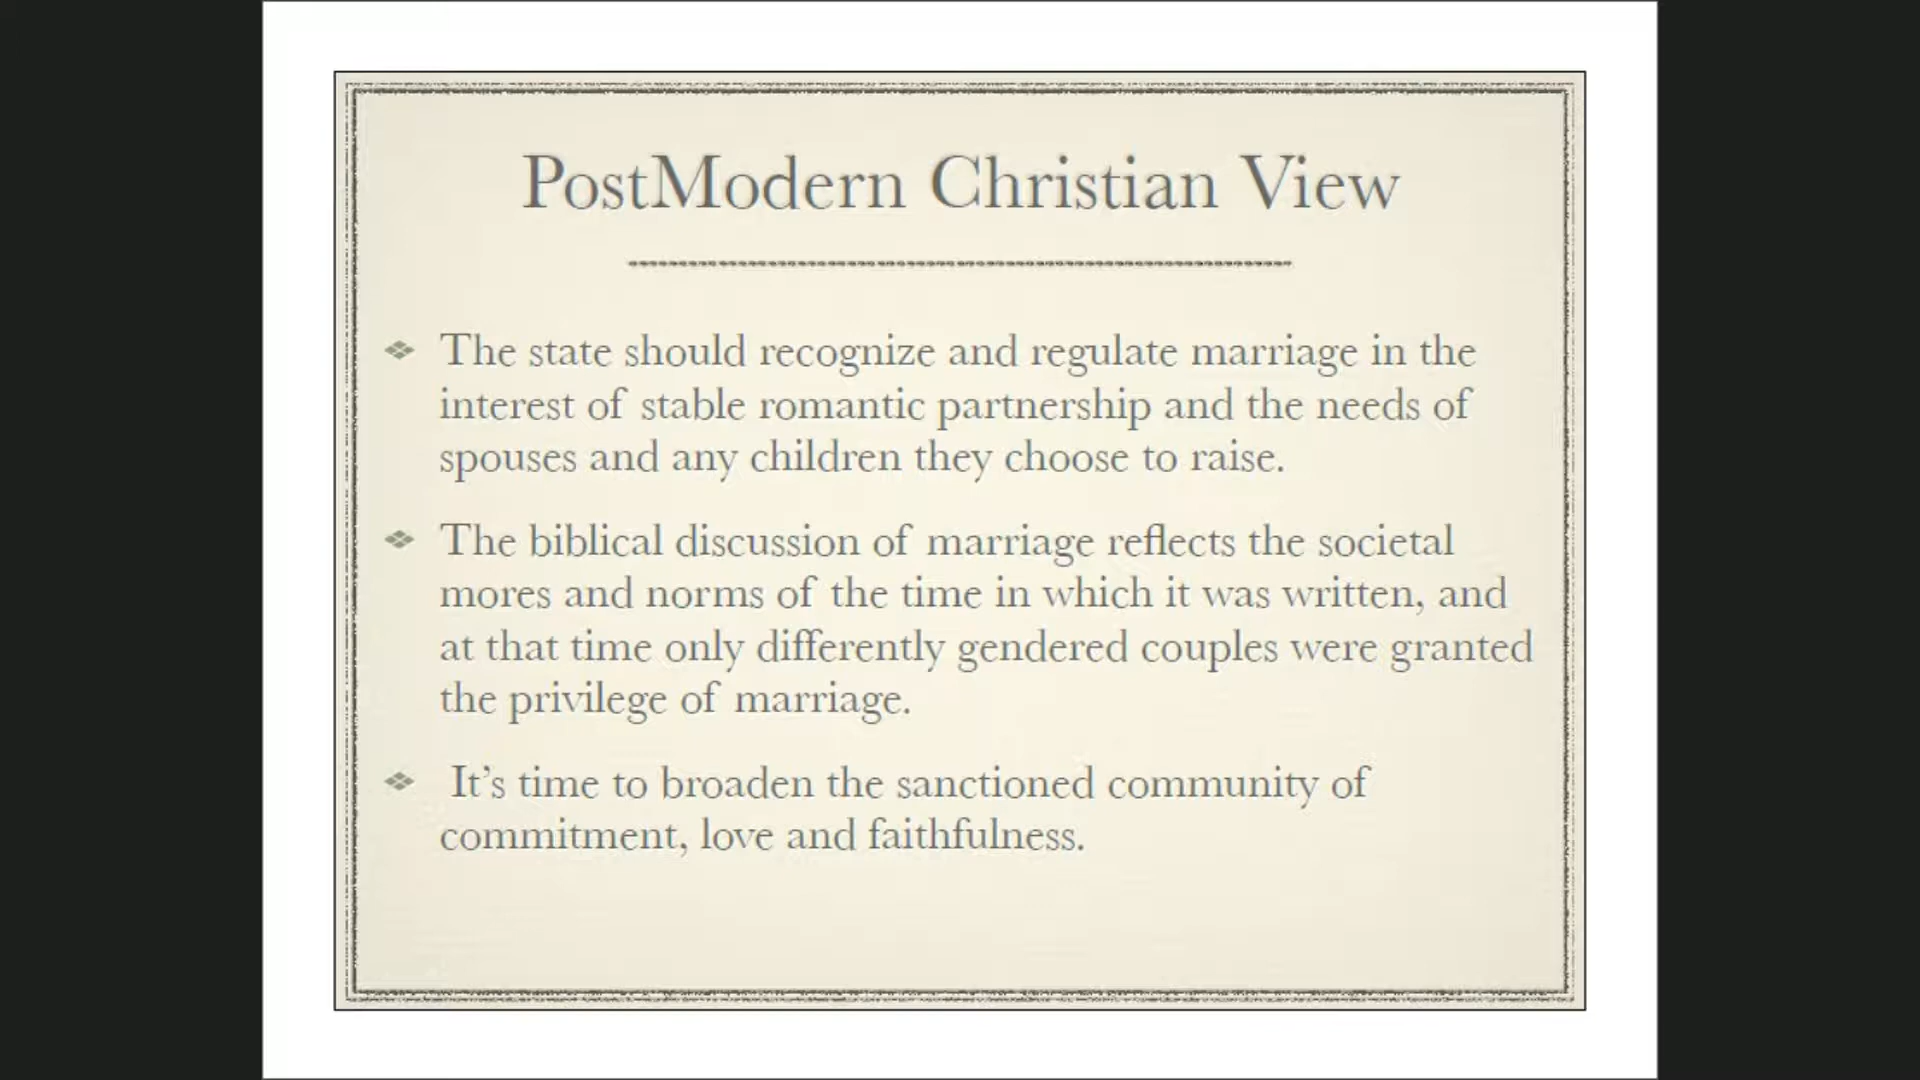 PostModern Christian View
The state should recognize and regulate marriage in the
interest of stable romantic partnership and the needs of
spouses and any children they choose to raise.
The biblical discussion of marriage reflects the societal
mores and norms of the time in which it was written, and
at that time only differently gendered couples were granted
the privilege of marriage.
It’s time to broaden the sanctioned community of
commitment, love and faithfulness.